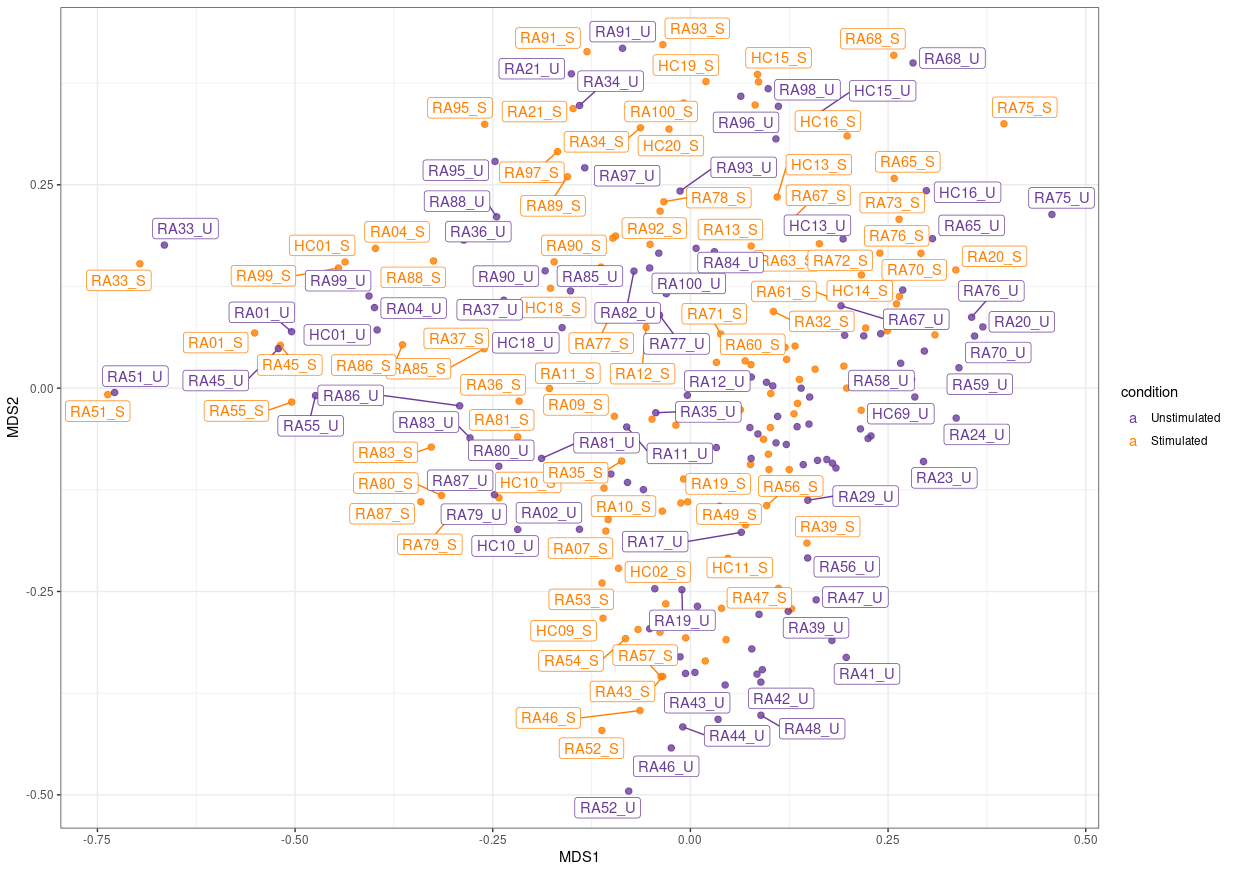 RA91_S
RA91_U
RA93_S
RA68_S
RA68_U
RA21_U
RA34_U
HC19_S
HC15_S
RA98_U
HC15_U
RA95_S
RA21_S
RA100_S
RA96_U
HC16_S
RA75_S
RA34_S
HC20_S
RA95_U
RA97_S
RA97_U
RA93_U
HC13_S
RA65_S
RA88_U
RA89_S
RA78_S
RA67_S
RA73_S
HC16_U
RA75_U
RA33_U
RA04_S
RA36_U
RA92_S
RA13_S
HC13_U
RA76_S
RA65_U
HC01_S
RA90_S
RA33_S
RA99_S
RA99_U
RA88_S
RA90_U
RA85_U
RA84_U
RA63_S
RA72_S
RA70_S
RA20_S
RA100_U
RA61_S
HC14_S
RA76_U
RA01_U
RA04_U
RA37_U
HC18_S
RA82_U
RA71_S
RA32_S
RA67_U
RA20_U
RA01_S
HC01_U
RA37_S
HC18_U
RA77_S
RA77_U
RA60_S
RA70_U
RA45_S
RA86_S
RA85_S
RA51_U
RA45_U
RA11_S
RA12_S
RA12_U
RA58_U
RA59_U
RA86_U
RA36_S
RA51_S
RA55_S
RA55_U
RA83_U
RA81_S
RA09_S
RA35_U
HC69_U
RA24_U
RA83_S
RA80_U
RA81_U
RA11_U
RA80_S
RA87_U
HC10_S
RA35_S
RA19_S
RA56_S
RA23_U
RA29_U
RA87_S
RA79_U
RA02_U
RA10_S
RA49_S
RA39_S
RA79_S
HC10_U
RA07_S
RA17_U
HC02_S
HC11_S
RA56_U
RA53_S
RA47_S
RA47_U
HC09_S
RA19_U
RA39_U
RA54_S
RA57_S
RA41_U
RA43_S
RA43_U
RA42_U
RA46_S
RA44_U
RA48_U
RA52_S
RA46_U
RA52_U
0.25
0.00
-0.25
-0.50
MDS2
-0.75
-0.50
-0.25
0.00
0.25
0.50
MDS1
condition
a Unstimulated
a Stimulated